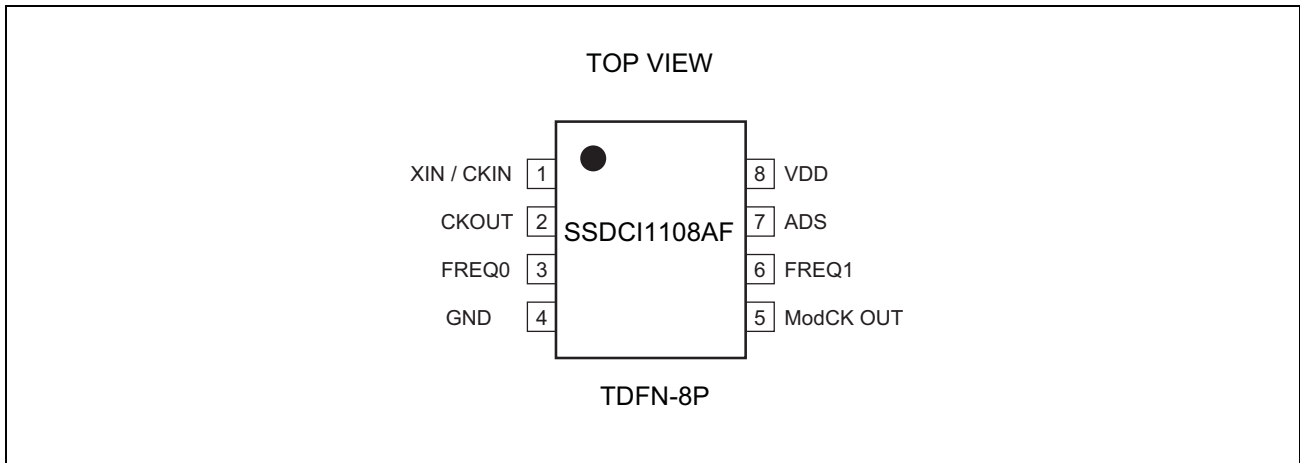 TOP VIEW
XIN / CKIN 1 8 VDD
CKOUT 2 SSDCI1108AF 7 ADS
FREQ0 3 6 FREQ1
GND 4 5 ModCK OUT
TDFN-8P